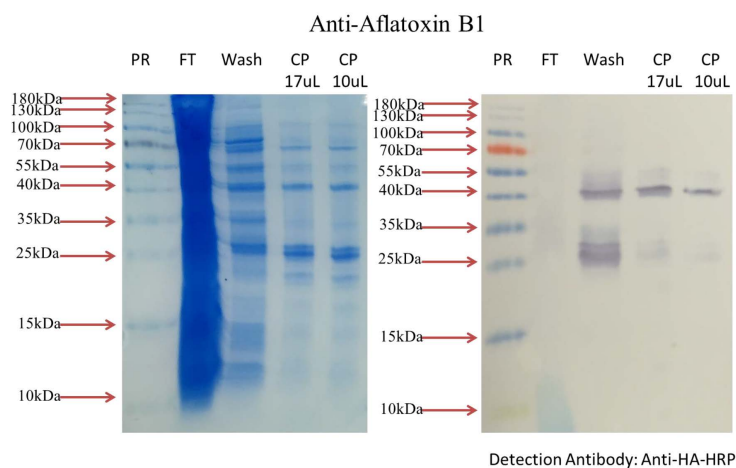 Anti-Aflatoxin B1
PR FT Wash CP 17uL CP 10uL
180kDa
130kDa
100kDa
70kDa
55kDa
40kDa
35kDa
25kDa
15kDa
10kDa
PR FT Wash CP 17uL CP 10uL
180kDa
130kDa
100kDa
70kDa
55kDa
40kDa
35kDa
25kDa
15kDa
10kDa
Detection Antibody: Anti-HA-HRP